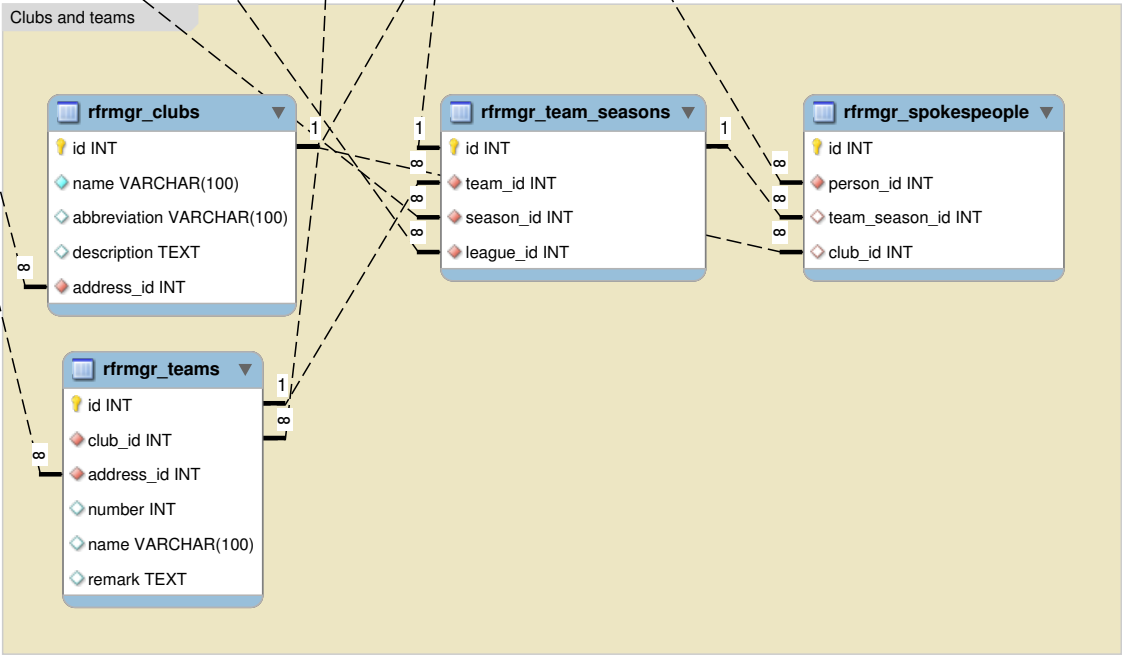 Clubs and teams
rfrmgr_clubs
id INT
name VARCHAR(100)
abbreviation VARCHAR(100)
description TEXT
address_id INT
rfrmgr_teams
id INT
club_id INT
address_id INT
number INT
name VARCHAR(100)
remark TEXT
rfrmgr_team_seasons
id INT
team_id INT
season_id INT
league_id INT
rfrmgr_spokespeople
id INT
person_id INT
team_season_id INT
club_id INT
1
1
1
1
∞
∞
∞
∞
∞
∞
∞
∞
∞